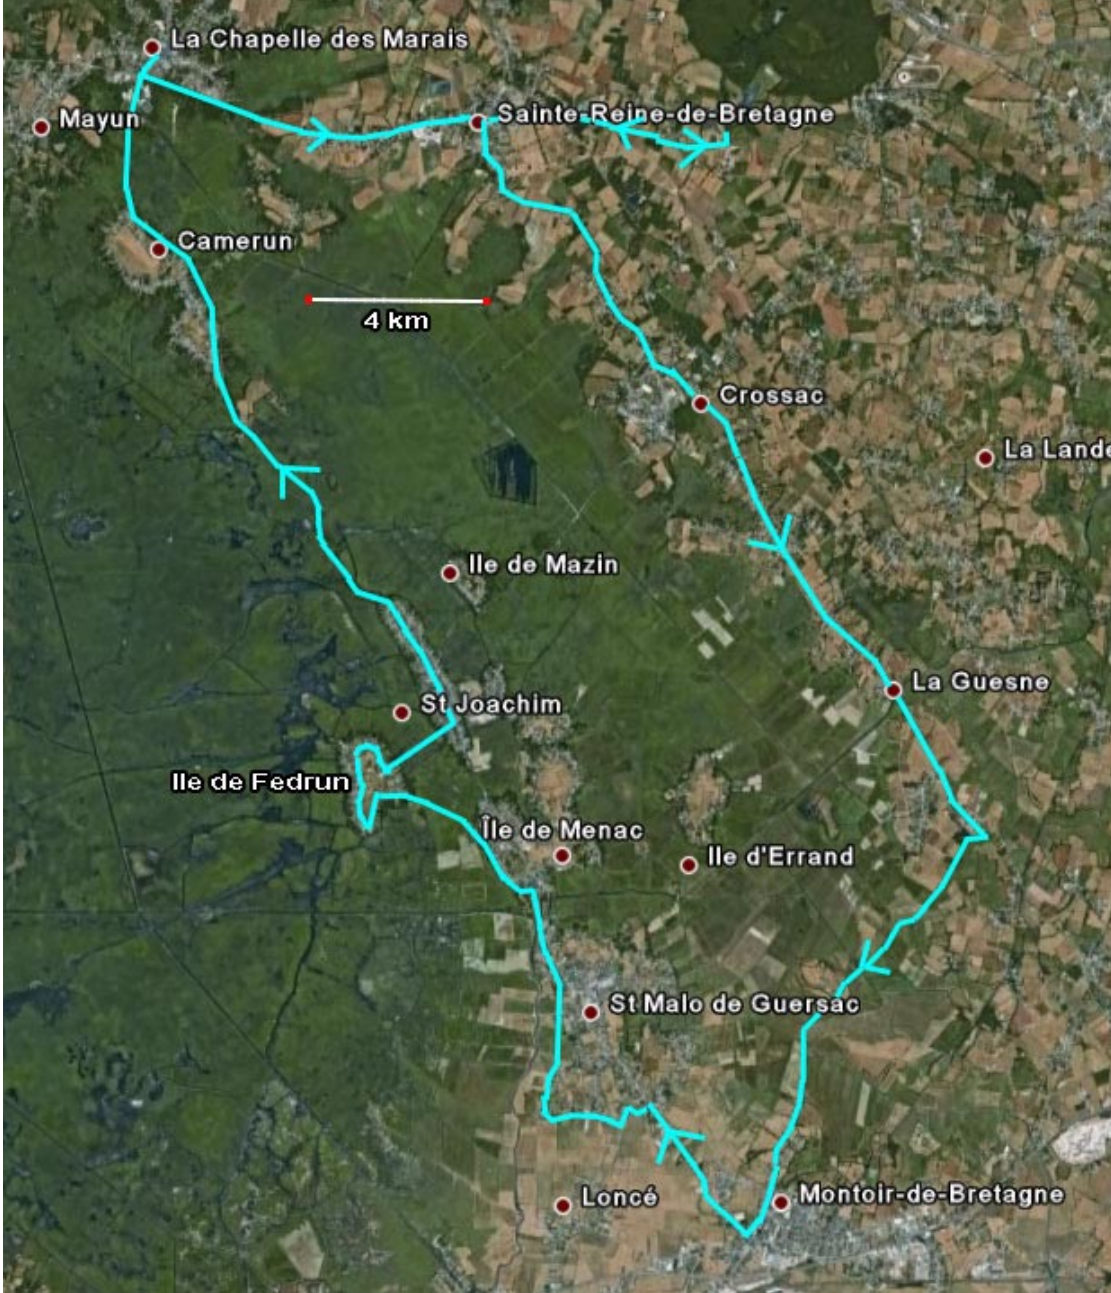 La Chapelle des Marais
Sainte-Reine-de-Bretagne
Mayun
Camerun
4 km
Crossac
La Lande
Ile de Mazin
La Guesne
St Joachim
Ile de Fedrun
Île de Menac
Ile d'Errand
St Malo de Guersac
Loncé
Montoir-de-Bretagne